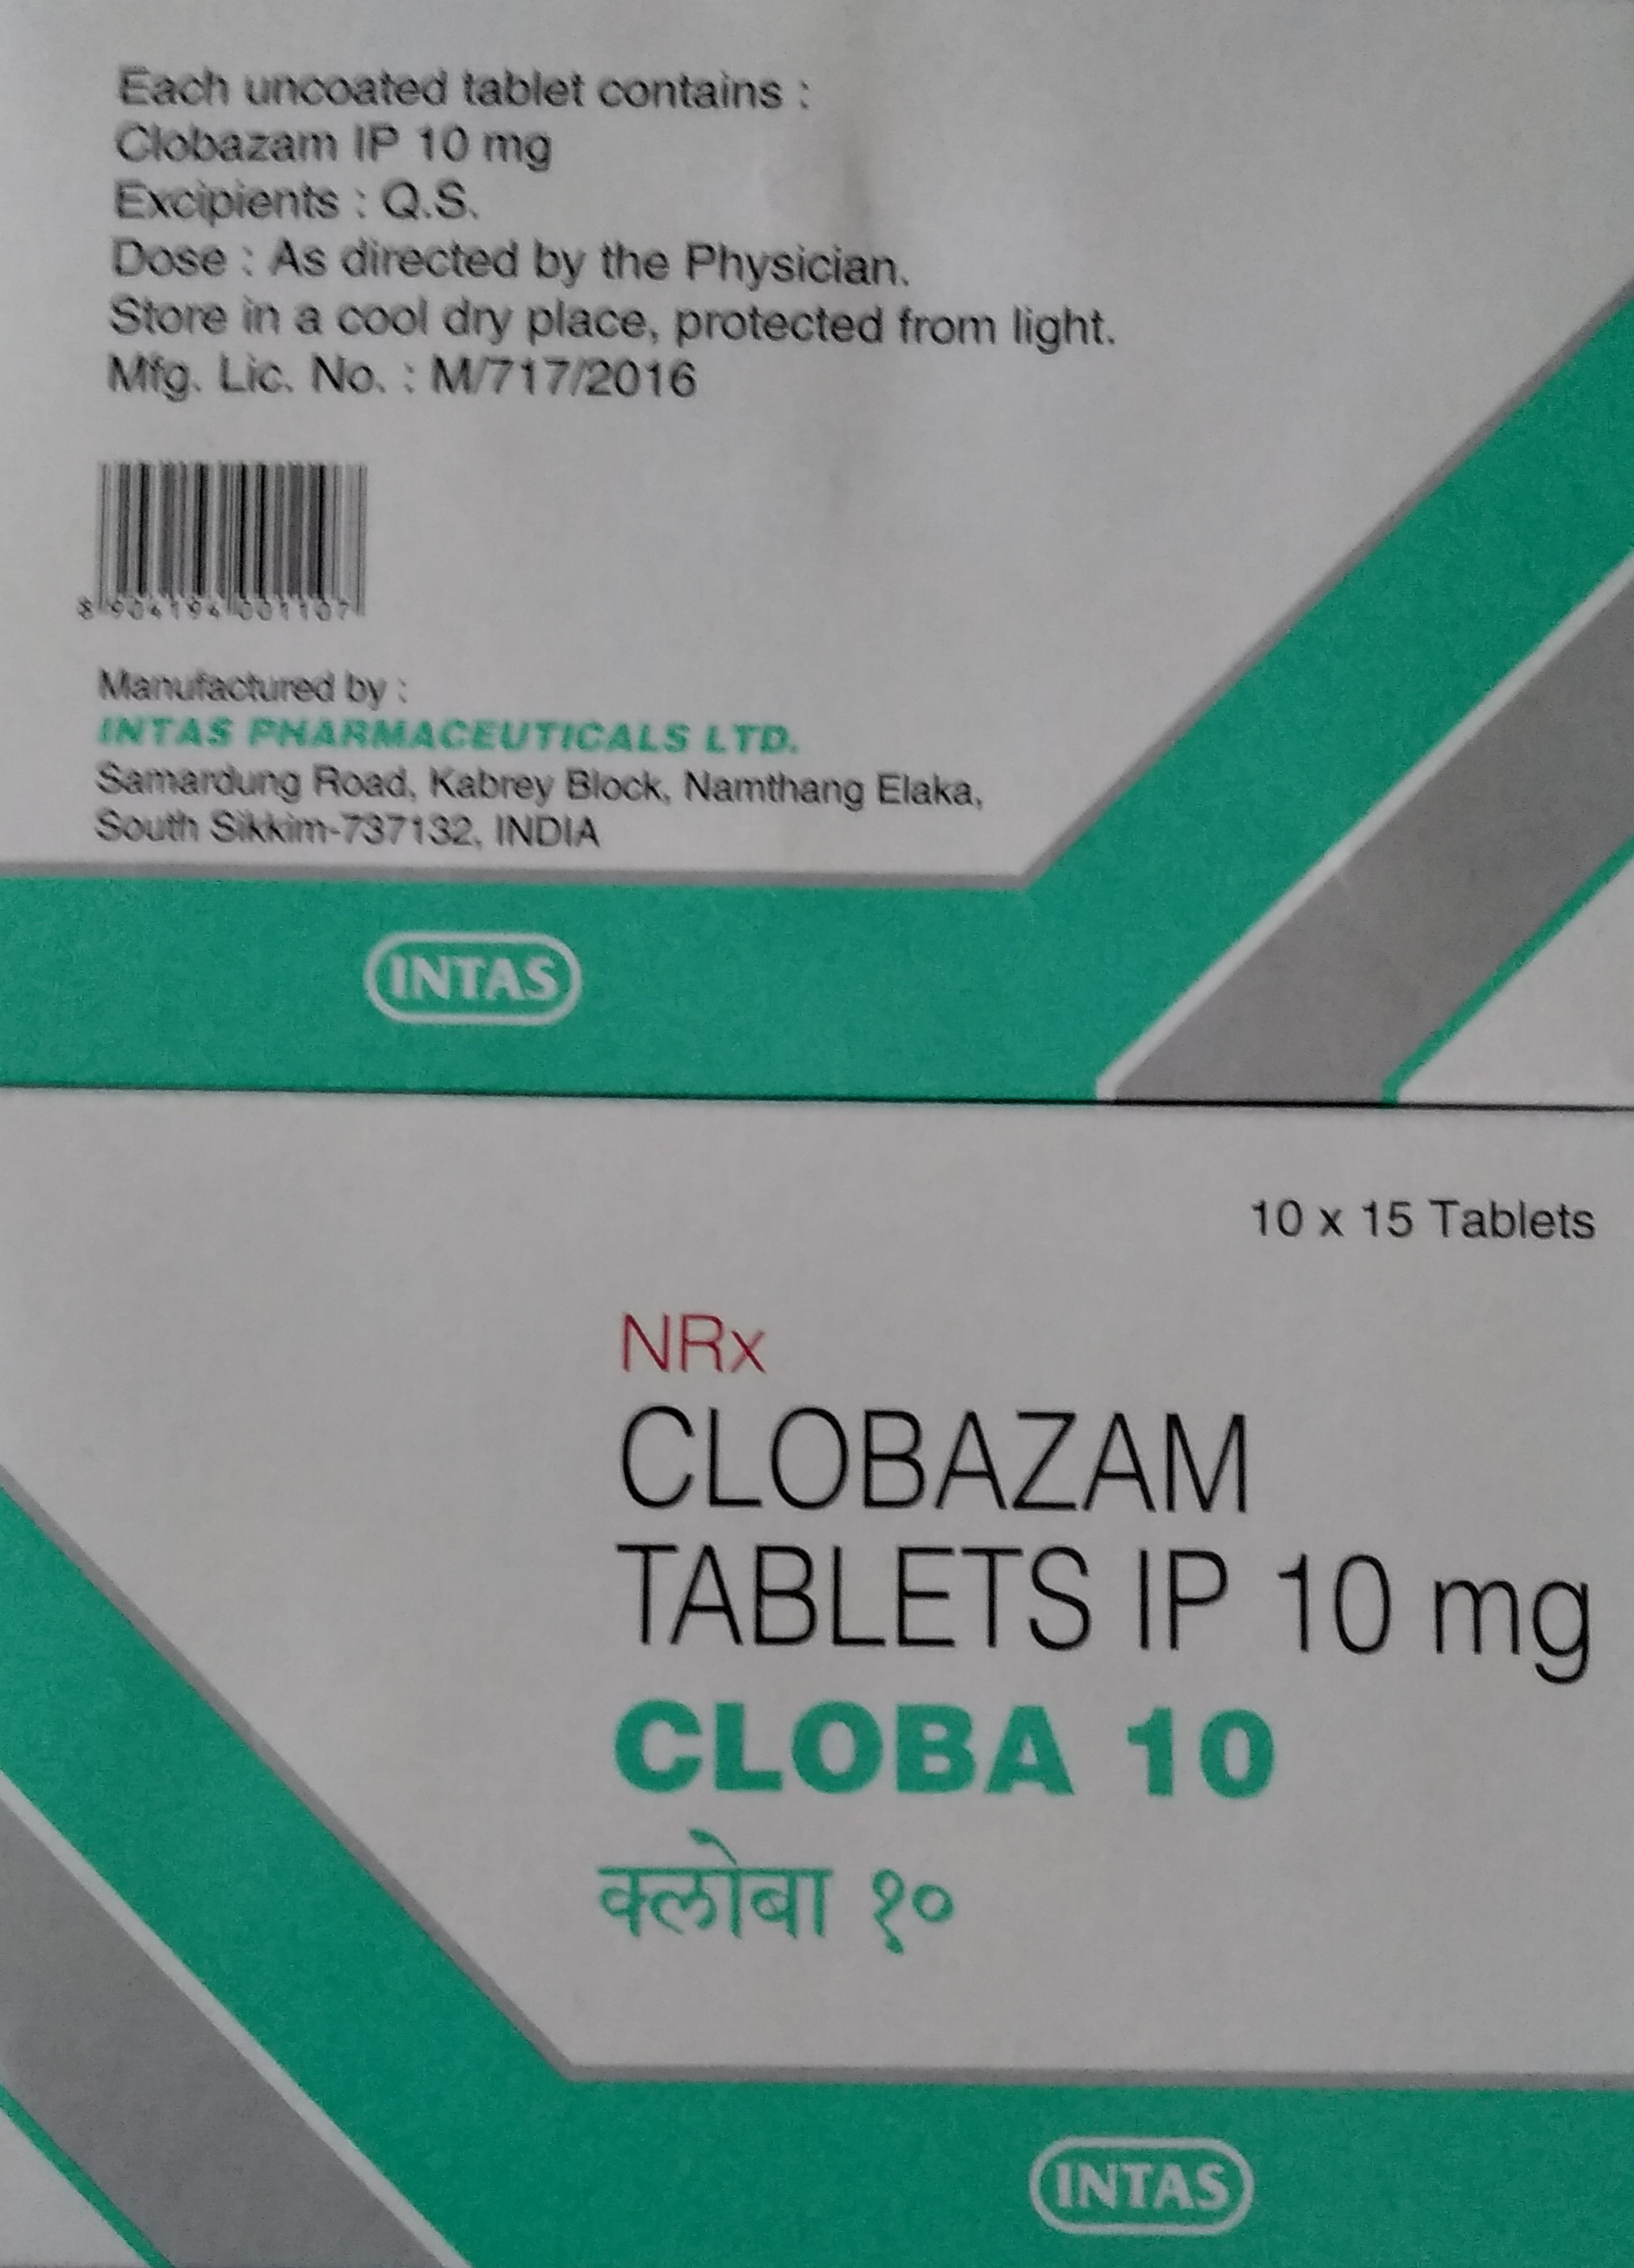 Each uncoated tablet contains :
Clobazam IP 10 mg
Excipients : Q.S.
Dose : As directed by the Physician.
Store in a cool dry place, protected from light.
Mfg. Lic. No. : M/717/2016
8 904194 001107
Manufactured by :
INTAS PHARMACEUTICALS LTD.
Samardung Road, Kabrey Block, Namthang Elaka,
South Sikkim-737132, INDIA
INTAS
10 x 15 Tablets
NRx
CLOBAZAM
TABLETS IP 10 mg
CLOBA 10
क्लोबा १०
INTAS